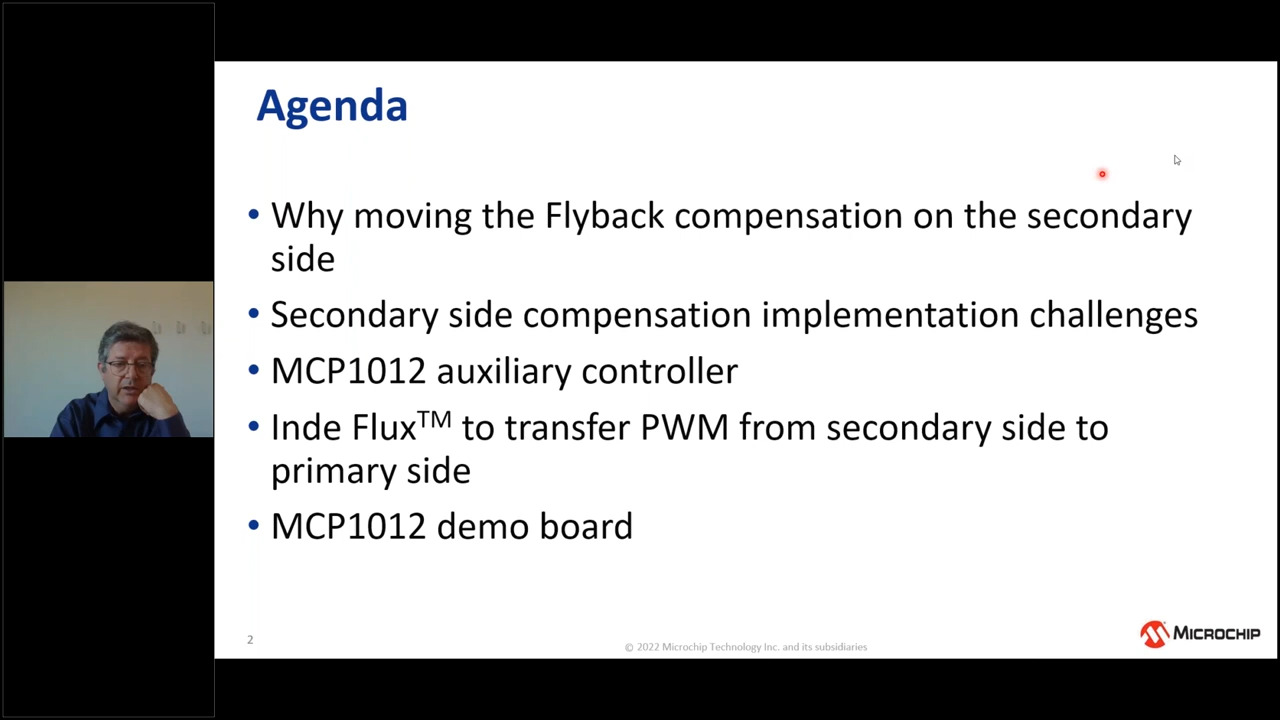 Agenda
• Why moving the Flyback compensation on the secondary
side
• Secondary side compensation implementation challenges
• MCP1012 auxiliary controller
• Inde Flux™ to transfer PWM from secondary side to
primary side
• MCP1012 demo board
2
© 2022 Microchip Technology Inc. and its subsidiaries
MICROCHIP